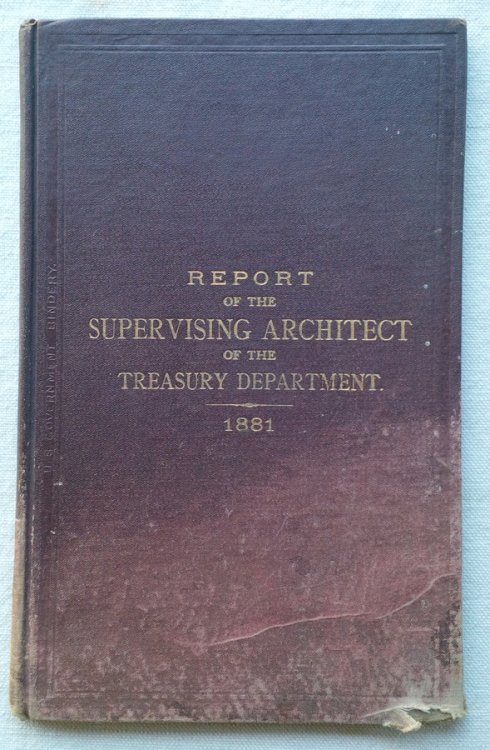 REPORT
OF THE
SUPERVISING ARCHITECT
OF THE
TREASURY DEPARTMENT.
1881
U. S. GOVERNMENT BINDERY.